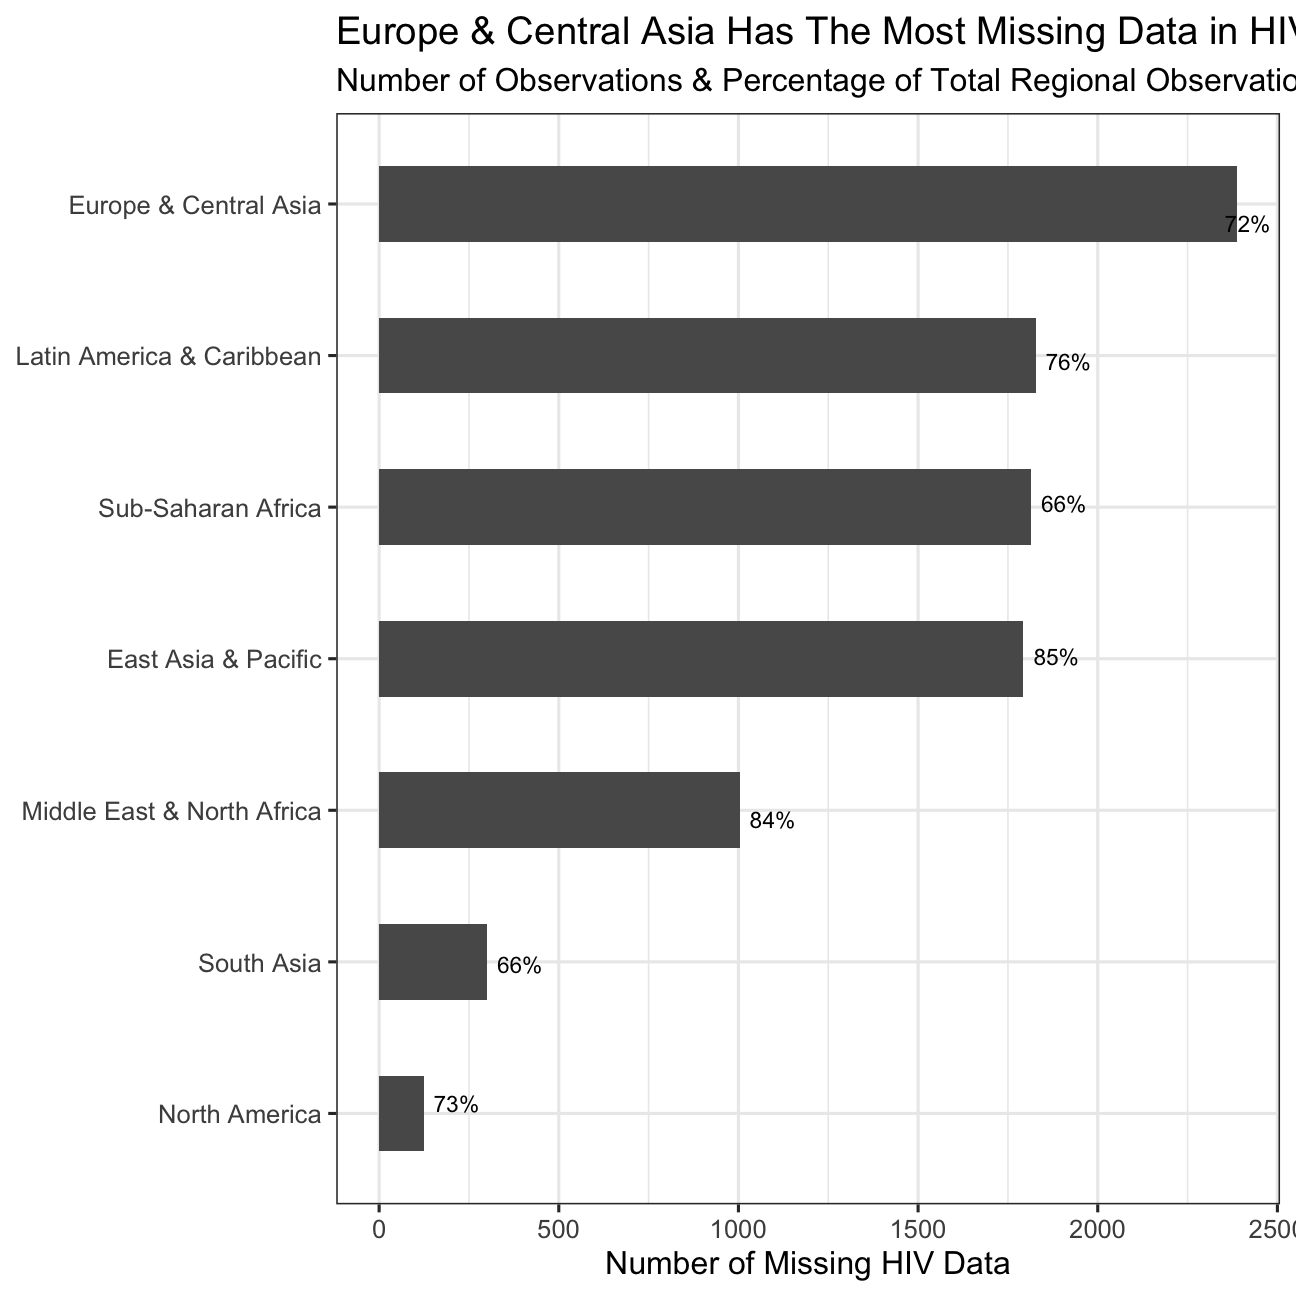 Europe & Central Asia Has The Most Missing Data in HIV
Number of Observations & Percentage of Total Regional Observatio
Europe & Central Asia
72%
Latin America & Caribbean
76%
Sub-Saharan Africa
66%
East Asia & Pacific
85%
Middle East & North Africa
84%
South Asia
66%
North America
73%
0 500 1000 1500 2000 2500
Number of Missing HIV Data